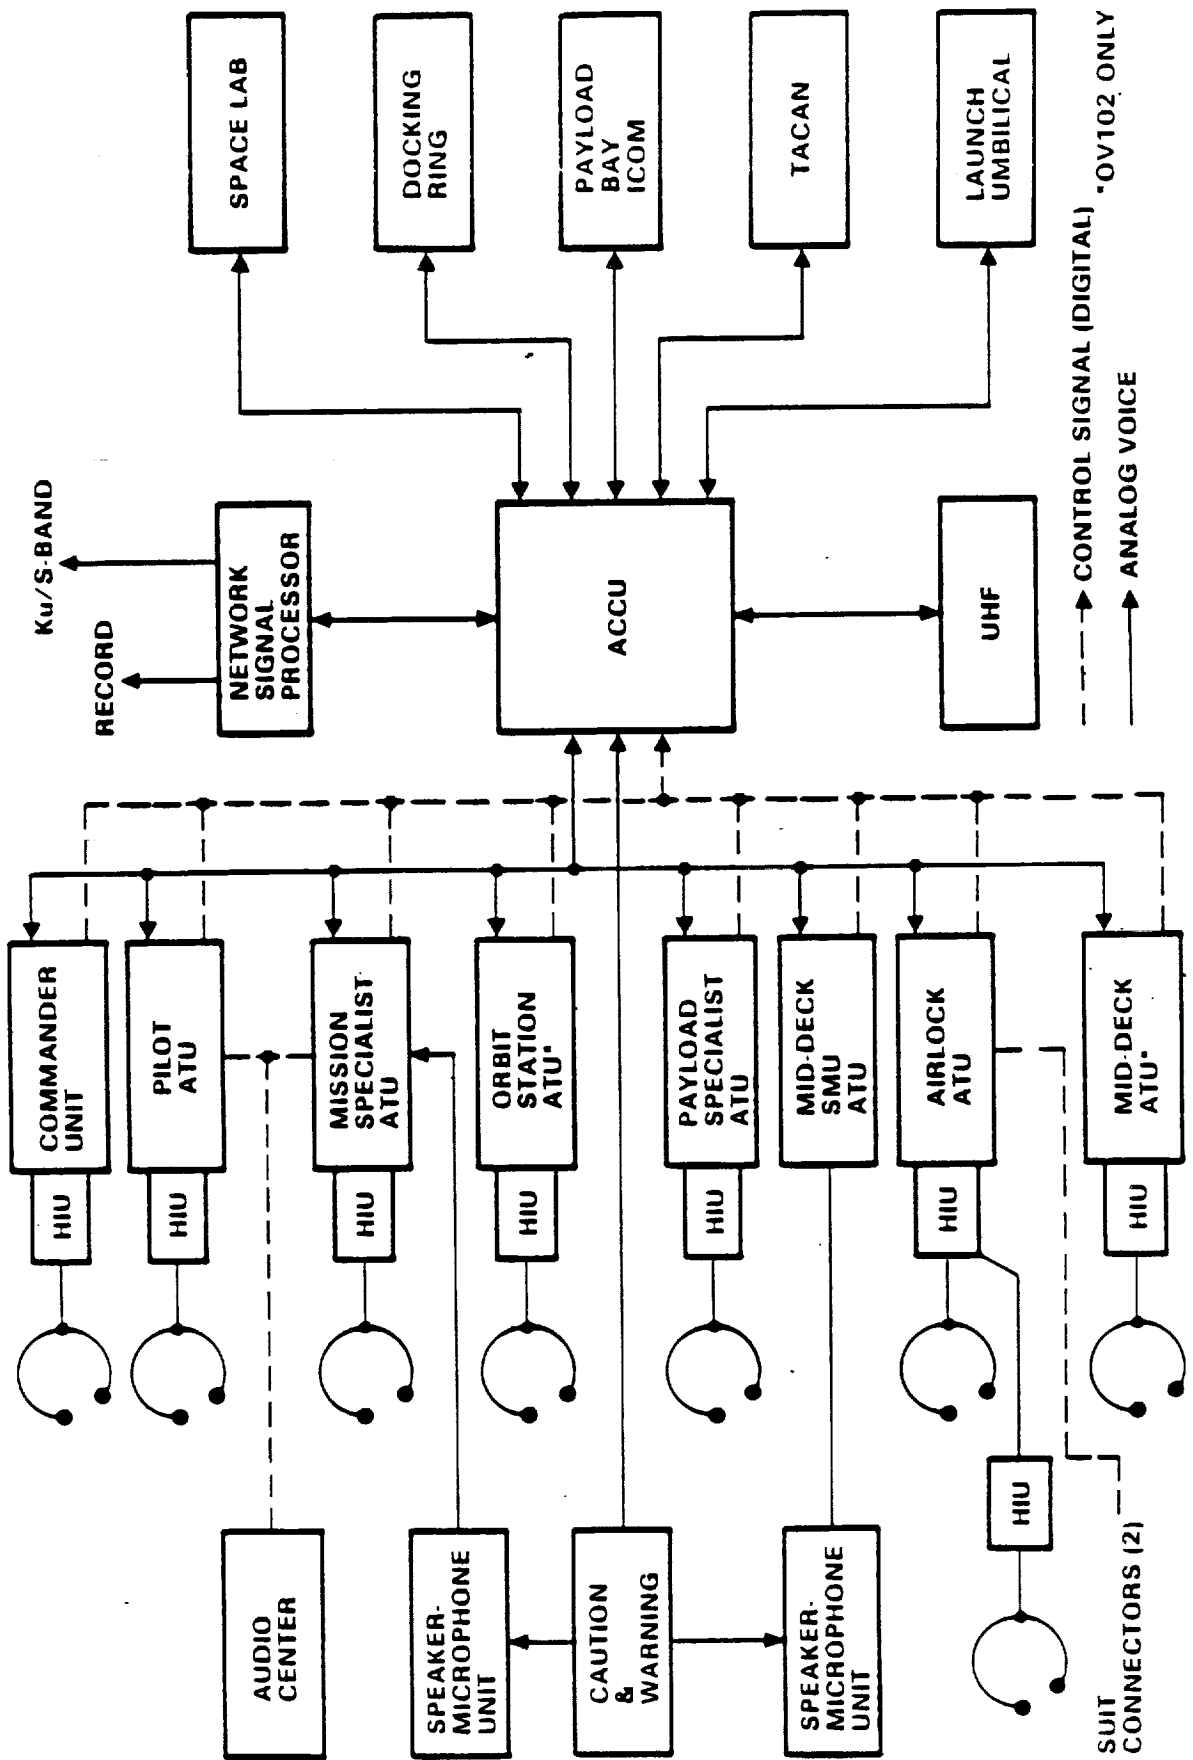 AUDIO
CENTER
SPEAKER-
MICROPHONE
UNIT
CAUTION
&
WARNING
SPEAKER-
MICROPHONE
UNIT
SUIT
CONNECTORS (2)
HIU
HIU
HIU
HIU
HIU
HIU
HIU
HIU
COMMANDER
UNIT
PILOT
ATU
MISSION
SPECIALIST
ATU
ORBIT
STATION
ATU*
PAYLOAD
SPECIALIST
ATU
MID-DECK
SMU
ATU
AIRLOCK
ATU
MID-DECK
ATU*
RECORD
Ku/S-BAND
NETWORK
SIGNAL
PROCESSOR
ACCU
UHF
SPACE LAB
DOCKING
RING
PAYLOAD
BAY
ICOM
TACAN
LAUNCH
UMBILICAL
CONTROL SIGNAL (DIGITAL)
ANALOG VOICE
*OV102 ONLY